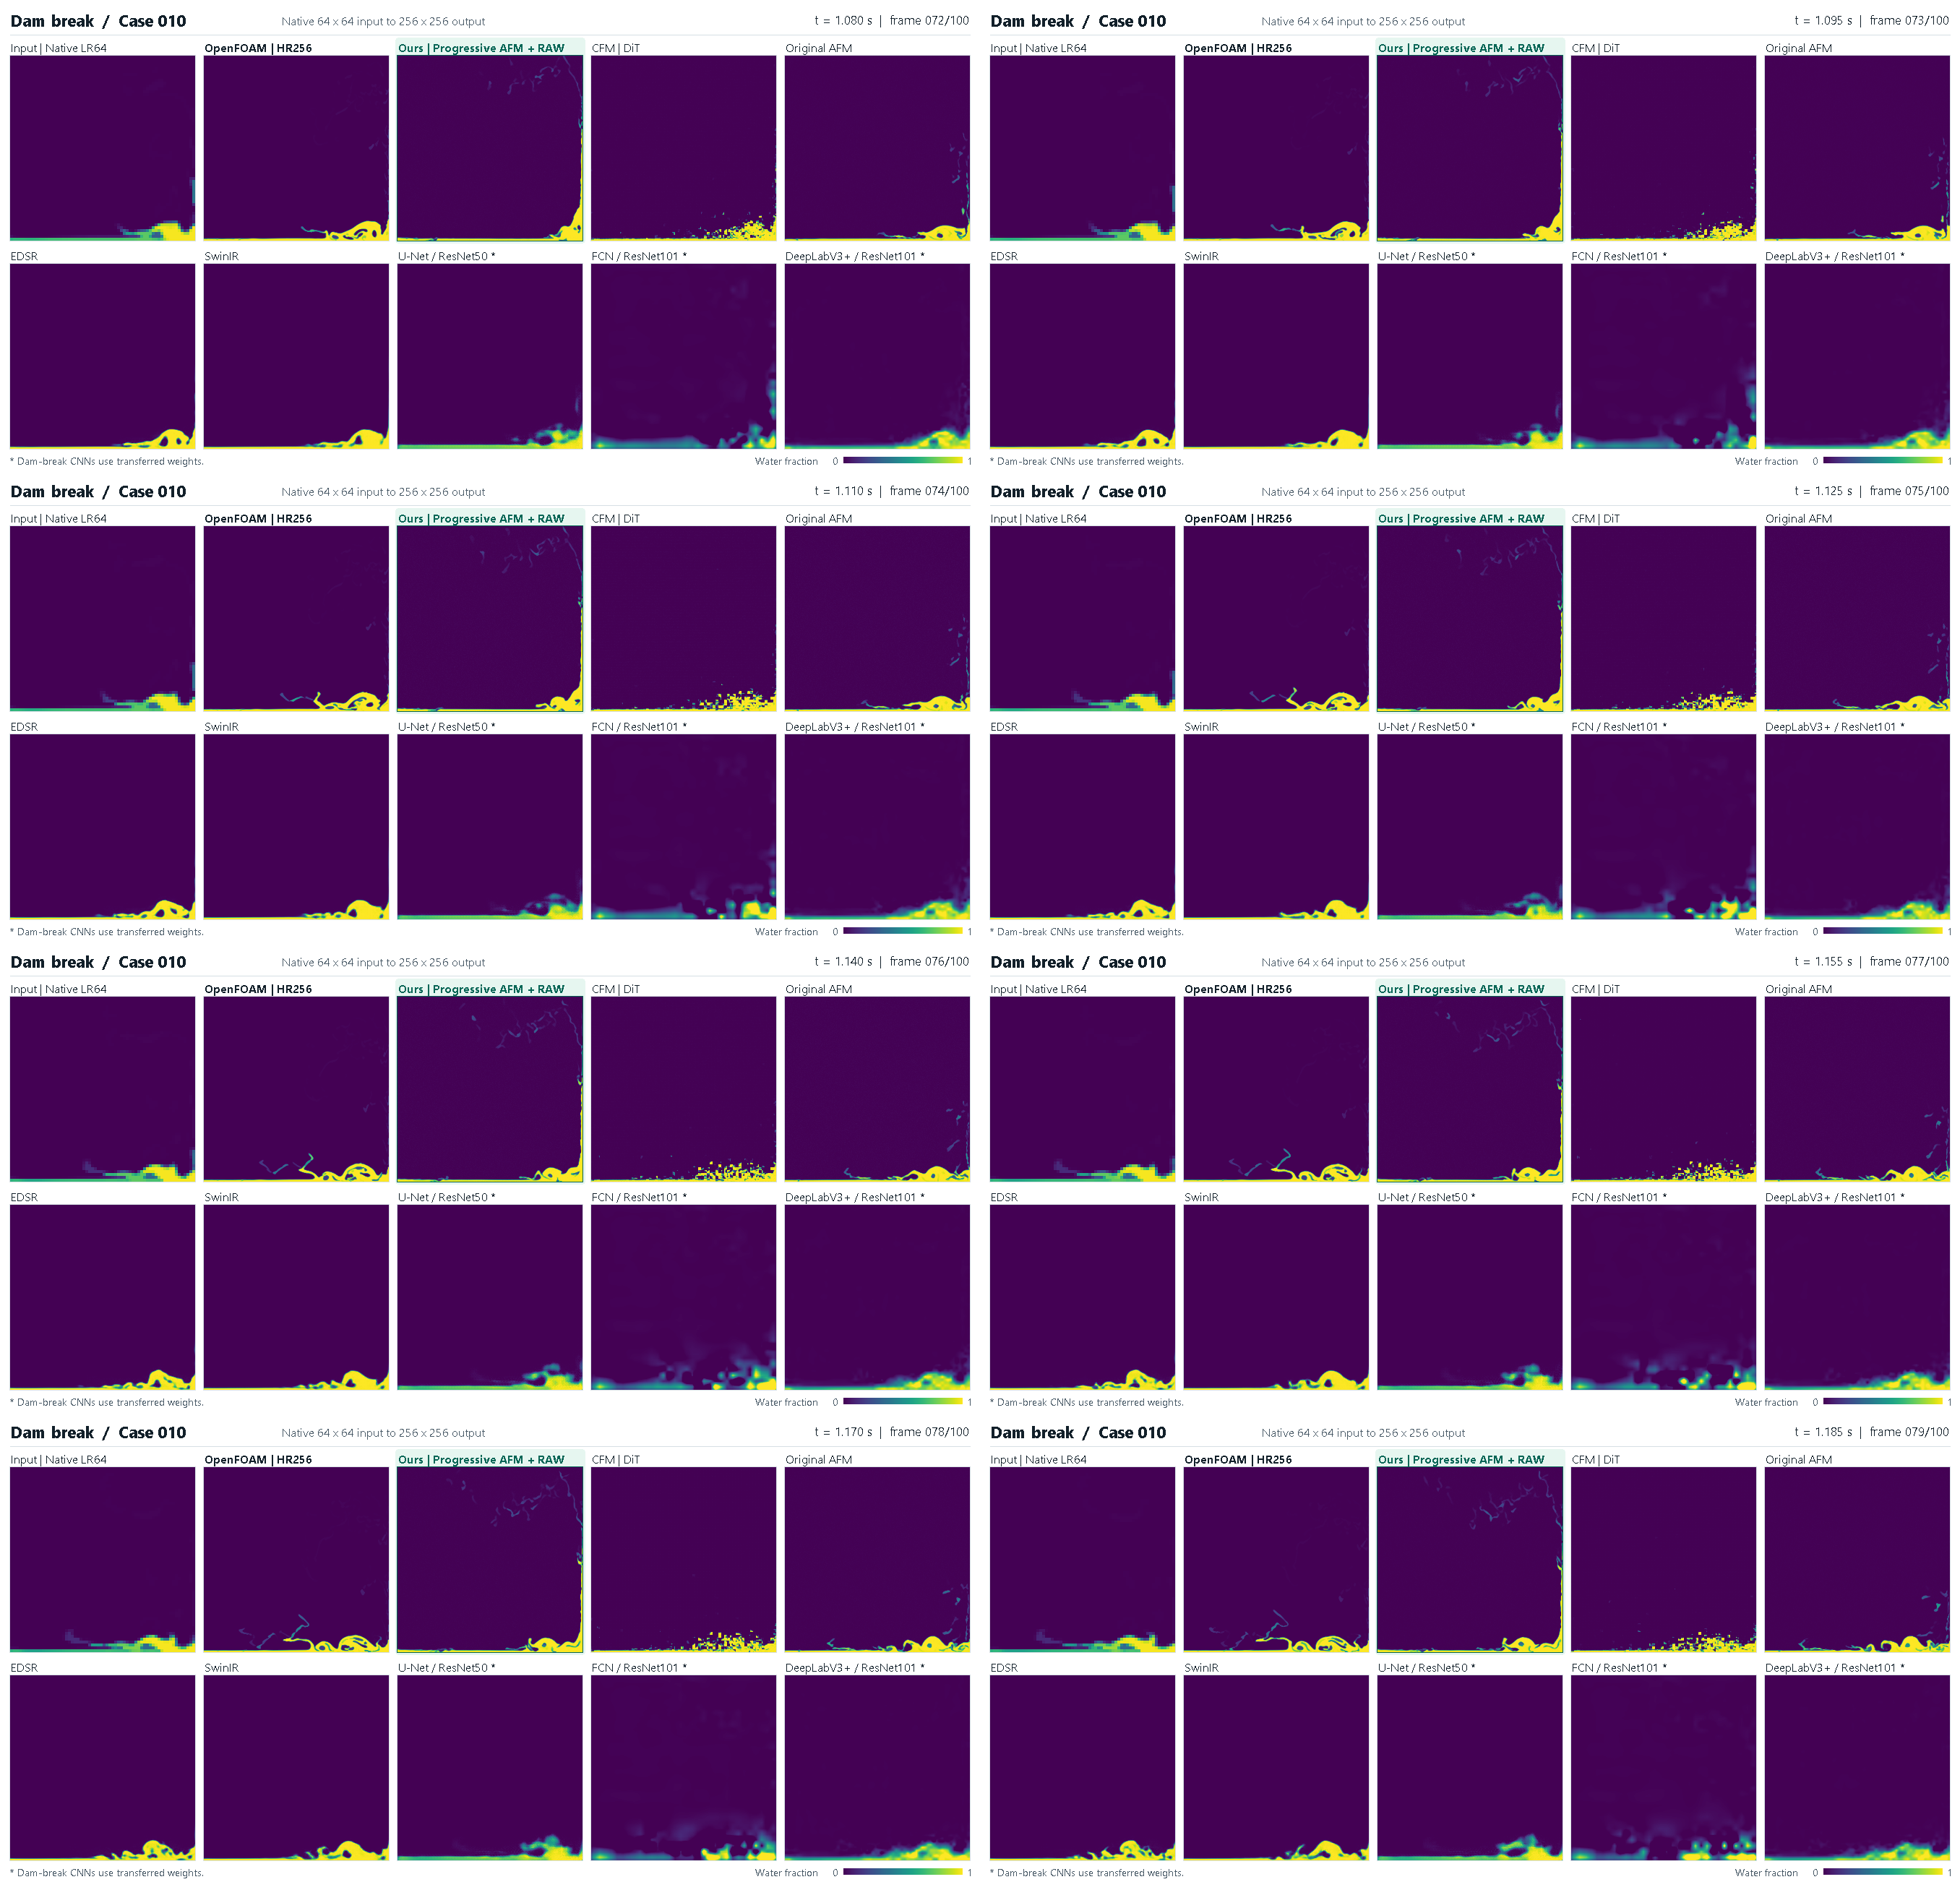 Dam break / Case 010 Native 64 x 64 input to 256 x 256 output t = 1.080 s | frame 072/100
Input | Native LR64 OpenFOAM | HR256 Ours | Progressive AFM + RAW CFM | DiT Original AFM
EDSR SwinIR U-Net / ResNet50 * FCN / ResNet101 * DeepLabV3+ / ResNet101 *
* Dam-break CNNs use transferred weights. Water fraction 0 1
Dam break / Case 010 Native 64 x 64 input to 256 x 256 output t = 1.095 s | frame 073/100
Input | Native LR64 OpenFOAM | HR256 Ours | Progressive AFM + RAW CFM | DiT Original AFM
EDSR SwinIR U-Net / ResNet50 * FCN / ResNet101 * DeepLabV3+ / ResNet101 *
* Dam-break CNNs use transferred weights. Water fraction 0 1
Dam break / Case 010 Native 64 x 64 input to 256 x 256 output t = 1.110 s | frame 074/100
Input | Native LR64 OpenFOAM | HR256 Ours | Progressive AFM + RAW CFM | DiT Original AFM
EDSR SwinIR U-Net / ResNet50 * FCN / ResNet101 * DeepLabV3+ / ResNet101 *
* Dam-break CNNs use transferred weights. Water fraction 0 1
Dam break / Case 010 Native 64 x 64 input to 256 x 256 output t = 1.125 s | frame 075/100
Input | Native LR64 OpenFOAM | HR256 Ours | Progressive AFM + RAW CFM | DiT Original AFM
EDSR SwinIR U-Net / ResNet50 * FCN / ResNet101 * DeepLabV3+ / ResNet101 *
* Dam-break CNNs use transferred weights. Water fraction 0 1
Dam break / Case 010 Native 64 x 64 input to 256 x 256 output t = 1.140 s | frame 076/100
Input | Native LR64 OpenFOAM | HR256 Ours | Progressive AFM + RAW CFM | DiT Original AFM
EDSR SwinIR U-Net / ResNet50 * FCN / ResNet101 * DeepLabV3+ / ResNet101 *
* Dam-break CNNs use transferred weights. Water fraction 0 1
Dam break / Case 010 Native 64 x 64 input to 256 x 256 output t = 1.155 s | frame 077/100
Input | Native LR64 OpenFOAM | HR256 Ours | Progressive AFM + RAW CFM | DiT Original AFM
EDSR SwinIR U-Net / ResNet50 * FCN / ResNet101 * DeepLabV3+ / ResNet101 *
* Dam-break CNNs use transferred weights. Water fraction 0 1
Dam break / Case 010 Native 64 x 64 input to 256 x 256 output t = 1.170 s | frame 078/100
Input | Native LR64 OpenFOAM | HR256 Ours | Progressive AFM + RAW CFM | DiT Original AFM
EDSR SwinIR U-Net / ResNet50 * FCN / ResNet101 * DeepLabV3+ / ResNet101 *
* Dam-break CNNs use transferred weights. Water fraction 0 1
Dam break / Case 010 Native 64 x 64 input to 256 x 256 output t = 1.185 s | frame 079/100
Input | Native LR64 OpenFOAM | HR256 Ours | Progressive AFM + RAW CFM | DiT Original AFM
EDSR SwinIR U-Net / ResNet50 * FCN / ResNet101 * DeepLabV3+ / ResNet101 *
* Dam-break CNNs use transferred weights. Water fraction 0 1